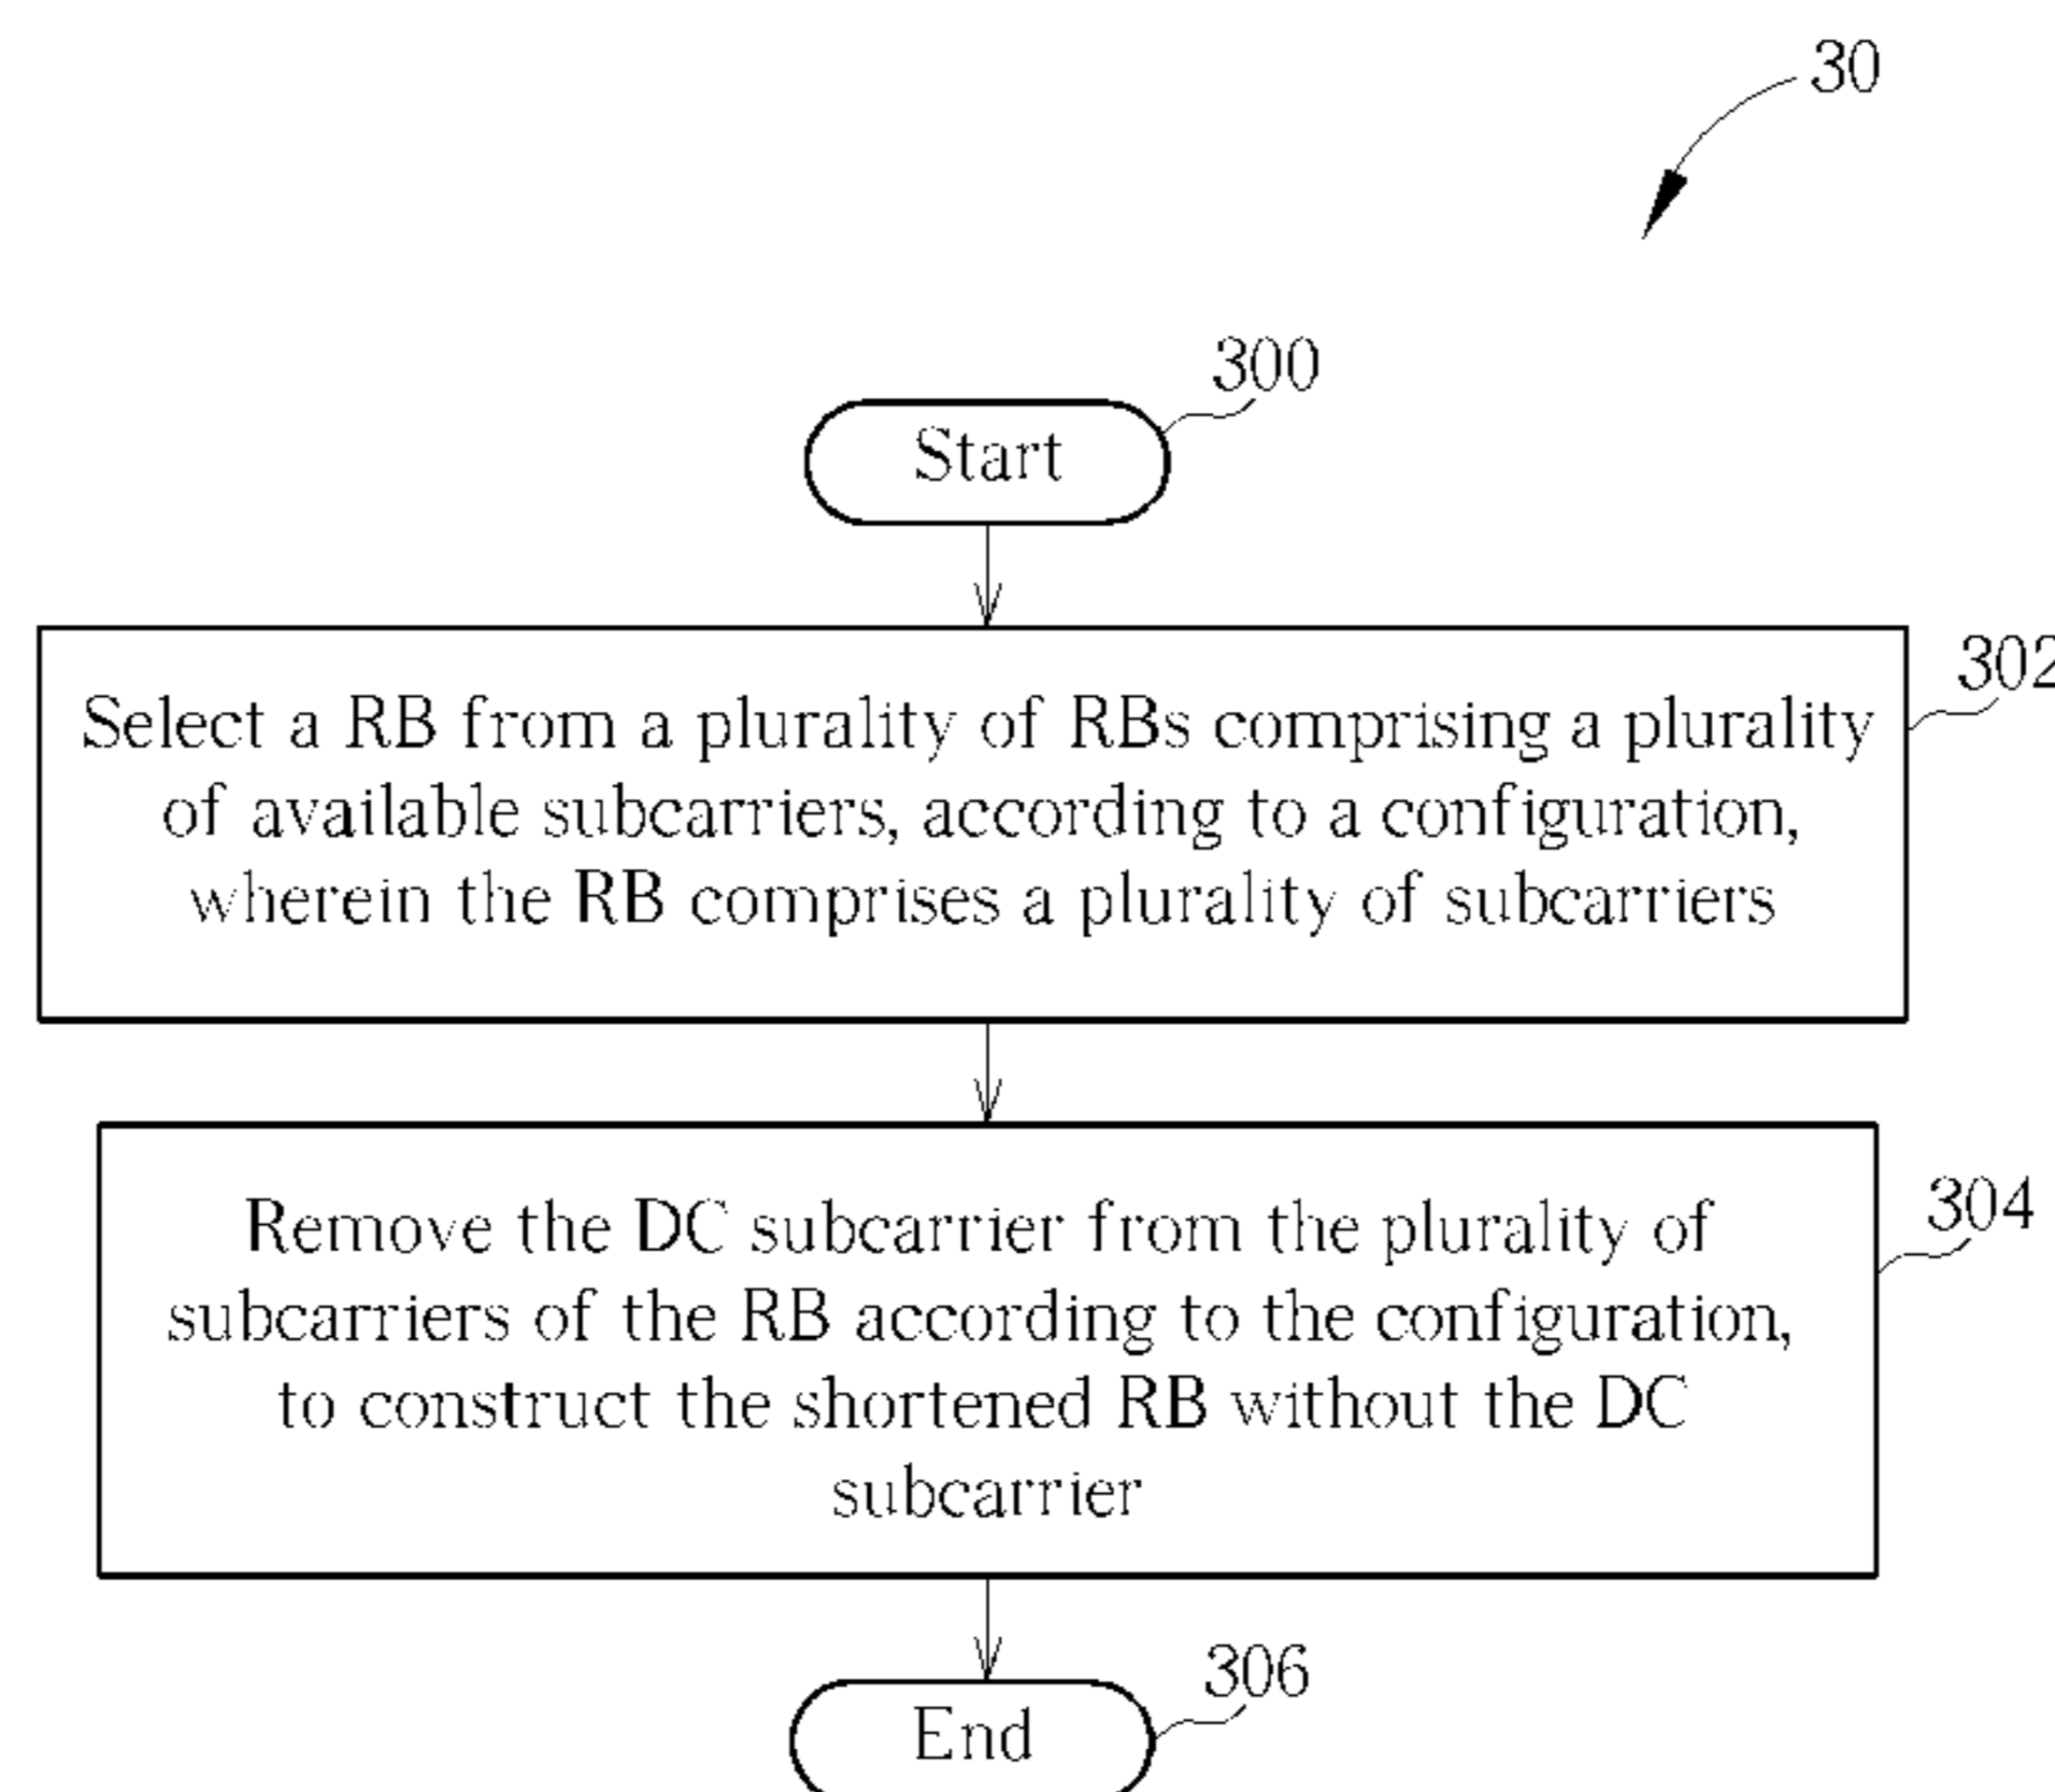 30
300
Start
302
Select a RB from a plurality of RBs comprising a plurality
of available subcarriers, according to a configuration,
wherein the RB comprises a plurality of subcarriers
304
Remove the DC subcarrier from the plurality of
subcarriers of the RB according to the configuration,
to construct the shortened RB without the DC
subcarrier
306
End